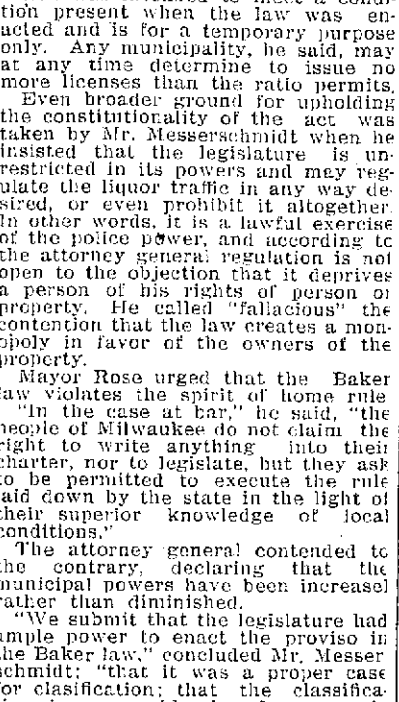 tion present when the law was en-
acted and is for a temporary purpose
only. Any municipality, he said, may
at any time determine to issue no
more licenses than the ratio permits.
Even broader ground for upholding
the constitutionality of the act was
taken by Mr. Messerschmidt when he
insisted that the legislature is un-
restricted in its powers and may reg-
ulate the liquor traffic in any way de-
sired, or even prohibit it altogether.
In other words, it is a lawful exercise
of the police power, and according to
the attorney general regulation is not
open to the objection that it deprives
a person of his rights of person or
property. He called "fallacious" the
contention that the law creates a mon-
opoly in favor of the owners of the
property.
Mayor Rose urged that the Baker
law violates the spirit of home rule
"In the case at bar," he said, "the
people of Milwaukee do not claim the
right to write anything into their
charter, nor to legislate, but they ask
to be permitted to execute the rule
laid down by the state in the light of
their superior knowledge of local
conditions."
The attorney general contended to
the contrary, declaring that the
municipal powers have been increased
rather than diminished.
"We submit that the legislature had
ample power to enact the proviso in
the Baker law," concluded Mr. Messer
schmidt; "that it was a proper case
for clasification; that the classifica-